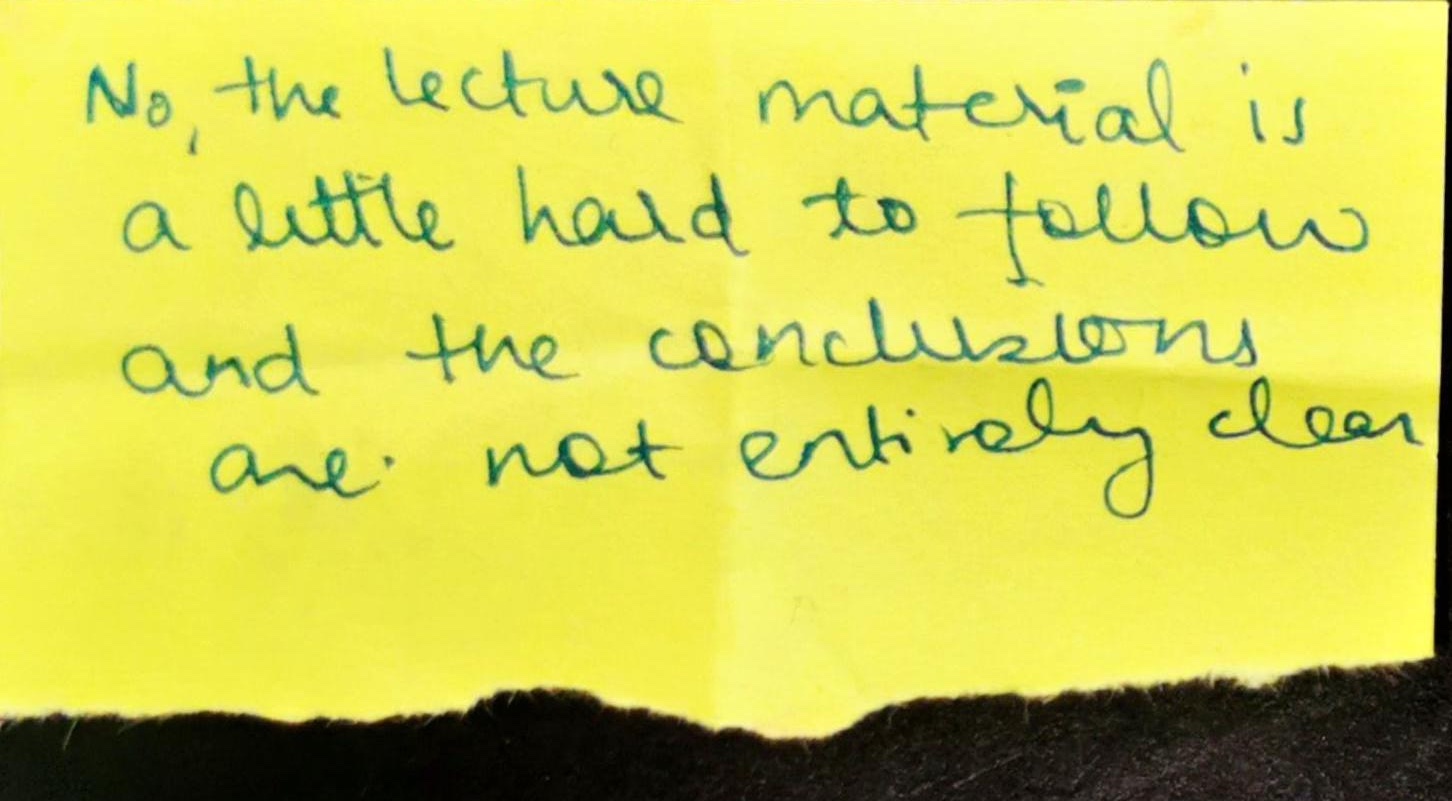 No, the lecture material is
a little hard to follow
and the conclusions
are not entirely clear